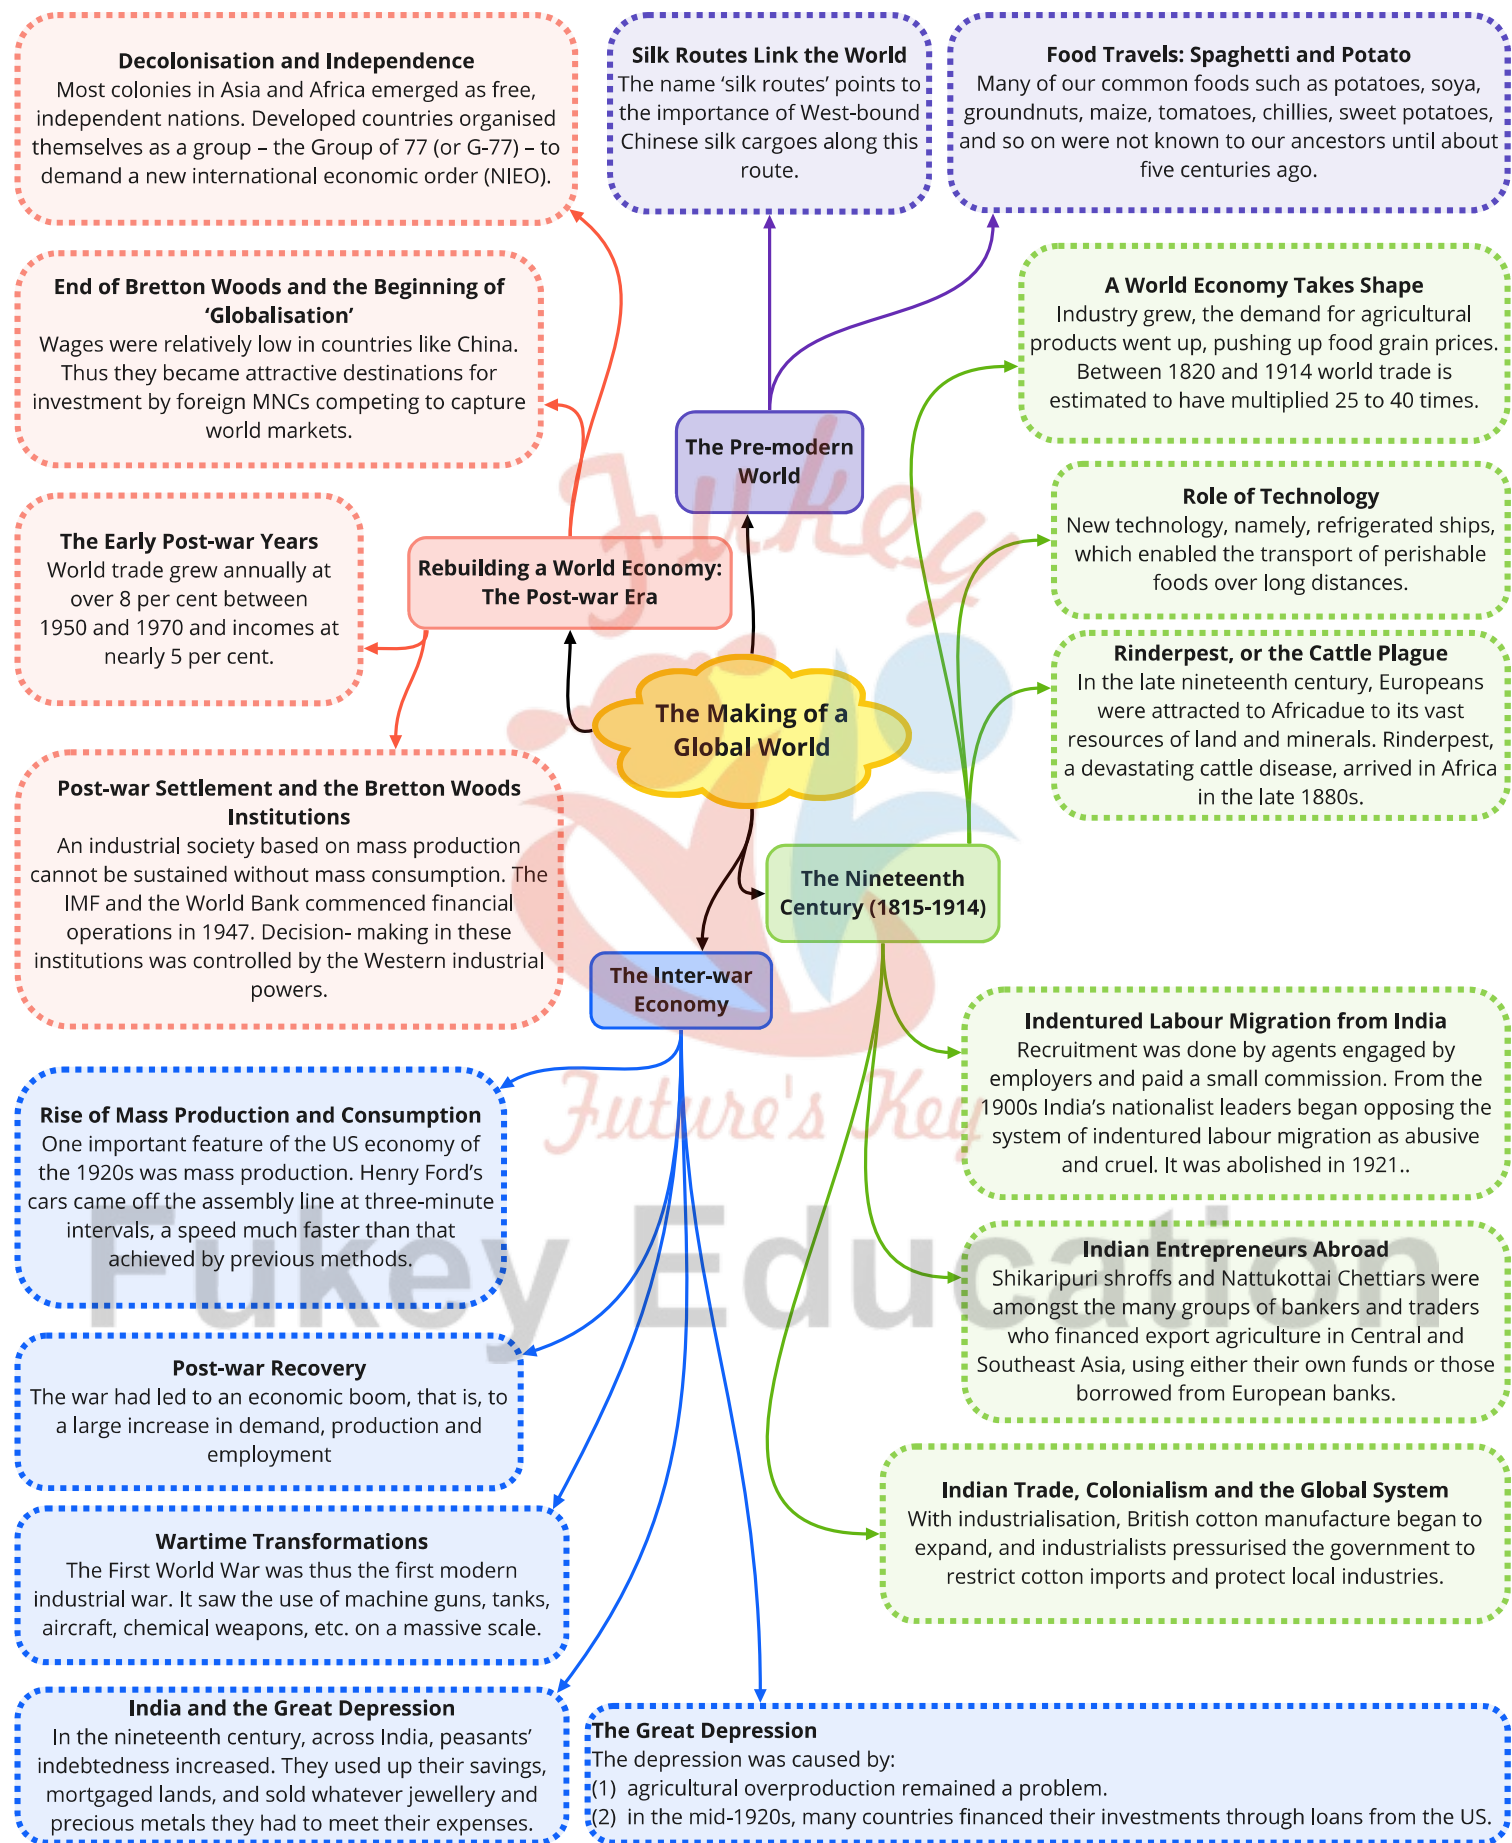 Decolonisation and Independence
Most colonies in Asia and Africa emerged as free,
independent nations. Developed countries organised
themselves as a group – the Group of 77 (or G-77) – to
demand a new international economic order (NIEO).
Silk Routes Link the World
The name ‘silk routes’ points to
the importance of West-bound
Chinese silk cargoes along this
route.
Food Travels: Spaghetti and Potato
Many of our common foods such as potatoes, soya,
groundnuts, maize, tomatoes, chillies, sweet potatoes,
and so on were not known to our ancestors until about
five centuries ago.
End of Bretton Woods and the Beginning of
‘Globalisation’
Wages were relatively low in countries like China.
Thus they became attractive destinations for
investment by foreign MNCs competing to capture
world markets.
A World Economy Takes Shape
Industry grew, the demand for agricultural
products went up, pushing up food grain prices.
Between 1820 and 1914 world trade is
estimated to have multiplied 25 to 40 times.
The Pre-modern
World
Role of Technology
New technology, namely, refrigerated ships,
which enabled the transport of perishable
foods over long distances.
The Early Post-war Years
World trade grew annually at
over 8 per cent between
1950 and 1970 and incomes at
nearly 5 per cent.
Rebuilding a World Economy:
The Post-war Era
Rinderpest, or the Cattle Plague
In the late nineteenth century, Europeans
were attracted to Africadue to its vast
resources of land and minerals. Rinderpest,
a devastating cattle disease, arrived in Africa
in the late 1880s.
The Making of a
Global World
Post-war Settlement and the Bretton Woods
Institutions
An industrial society based on mass production
cannot be sustained without mass consumption. The
IMF and the World Bank commenced financial
operations in 1947. Decision- making in these
institutions was controlled by the Western industrial
powers.
The Nineteenth
Century (1815-1914)
The Inter-war
Economy
Indentured Labour Migration from India
Recruitment was done by agents engaged by
employers and paid a small commission. From the
1900s India’s nationalist leaders began opposing the
system of indentured labour migration as abusive
and cruel. It was abolished in 1921..
Rise of Mass Production and Consumption
One important feature of the US economy of
the 1920s was mass production. Henry Ford’s
cars came off the assembly line at three-minute
intervals, a speed much faster than that
achieved by previous methods.
Indian Entrepreneurs Abroad
Shikaripuri shroffs and Nattukottai Chettiars were
amongst the many groups of bankers and traders
who financed export agriculture in Central and
Southeast Asia, using either their own funds or those
borrowed from European banks.
Post-war Recovery
The war had led to an economic boom, that is, to
a large increase in demand, production and
employment
Indian Trade, Colonialism and the Global System
With industrialisation, British cotton manufacture began to
expand, and industrialists pressurised the government to
restrict cotton imports and protect local industries.
Wartime Transformations
The First World War was thus the first modern
industrial war. It saw the use of machine guns, tanks,
aircraft, chemical weapons, etc. on a massive scale.
India and the Great Depression
In the nineteenth century, across India, peasants’
indebtedness increased. They used up their savings,
mortgaged lands, and sold whatever jewellery and
precious metals they had to meet their expenses.
The Great Depression
The depression was caused by:
(1) agricultural overproduction remained a problem.
(2) in the mid-1920s, many countries financed their investments through loans from the US.
Fukey
Future's Key
Fukey Education